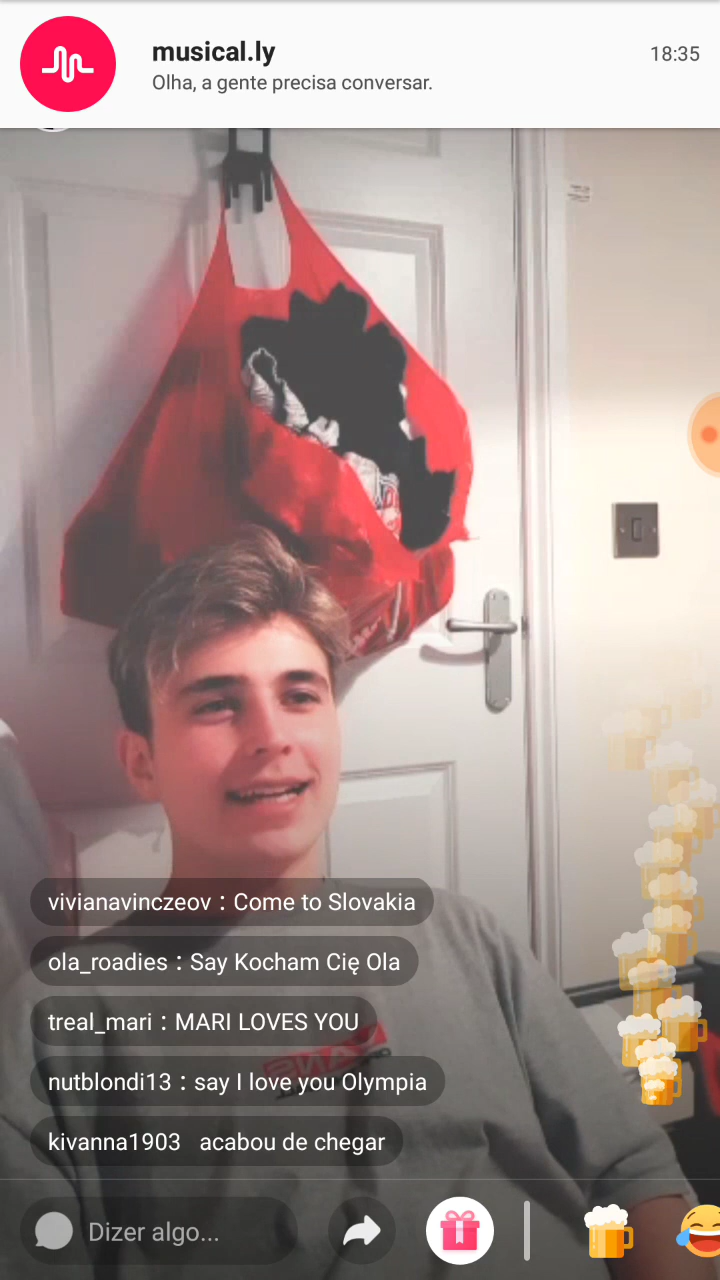 musical.ly
18:35
Olha, a gente precisa conversar.
vivianavinczeov : Come to Slovakia
ola_roadies : Say Kocham Cię Ola
treal_mari : MARI LOVES YOU
VANS
nutblondi13 : say I love you Olympia
kivanna1903 acabou de chegar
Dizer algo...